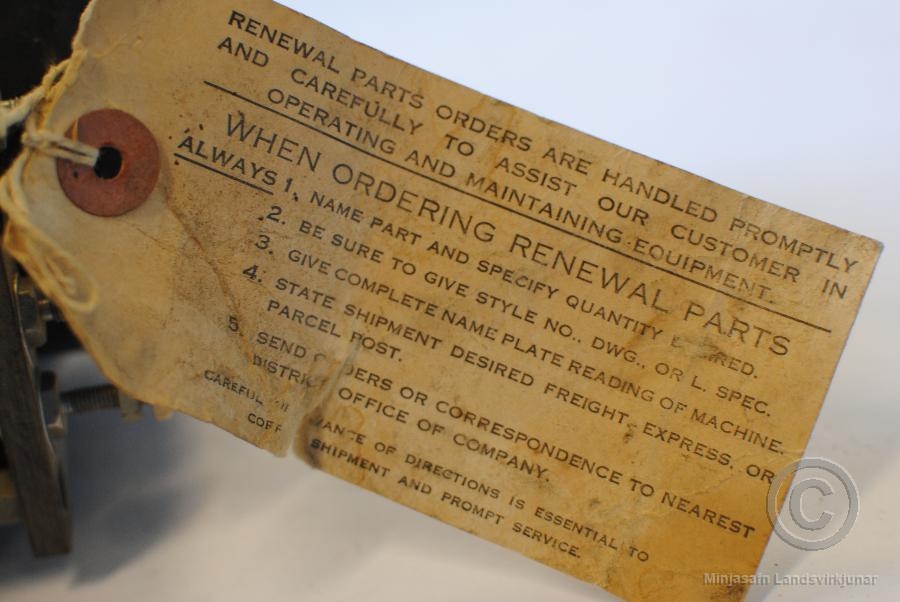 RENEWAL PARTS ORDERS ARE HANDLED PROMPTLY
AND CAREFULLY TO ASSIST OUR CUSTOMER IN
OPERATING AND MAINTAINING EQUIPMENT.
WHEN ORDERING RENEWAL PARTS
ALWAYS 1. NAME PART AND SPECIFY QUANTITY
2. BE SURE TO GIVE STYLE NO., DWG., OR L. SPEC.
3. GIVE COMPLETE NAME PLATE READING OF MACHINE.
4. STATE SHIPMENT DESIRED FREIGHT, EXPRESS, OR
PARCEL POST.
5 SEND OR CORRESPONDENCE TO NEAREST
OFFICE OF COMPANY.
OF DIRECTIONS IS ESSENTIAL TO
SHIPMENT AND PROMPT SERVICE.
©
Minjasafn Landsvirkjunar